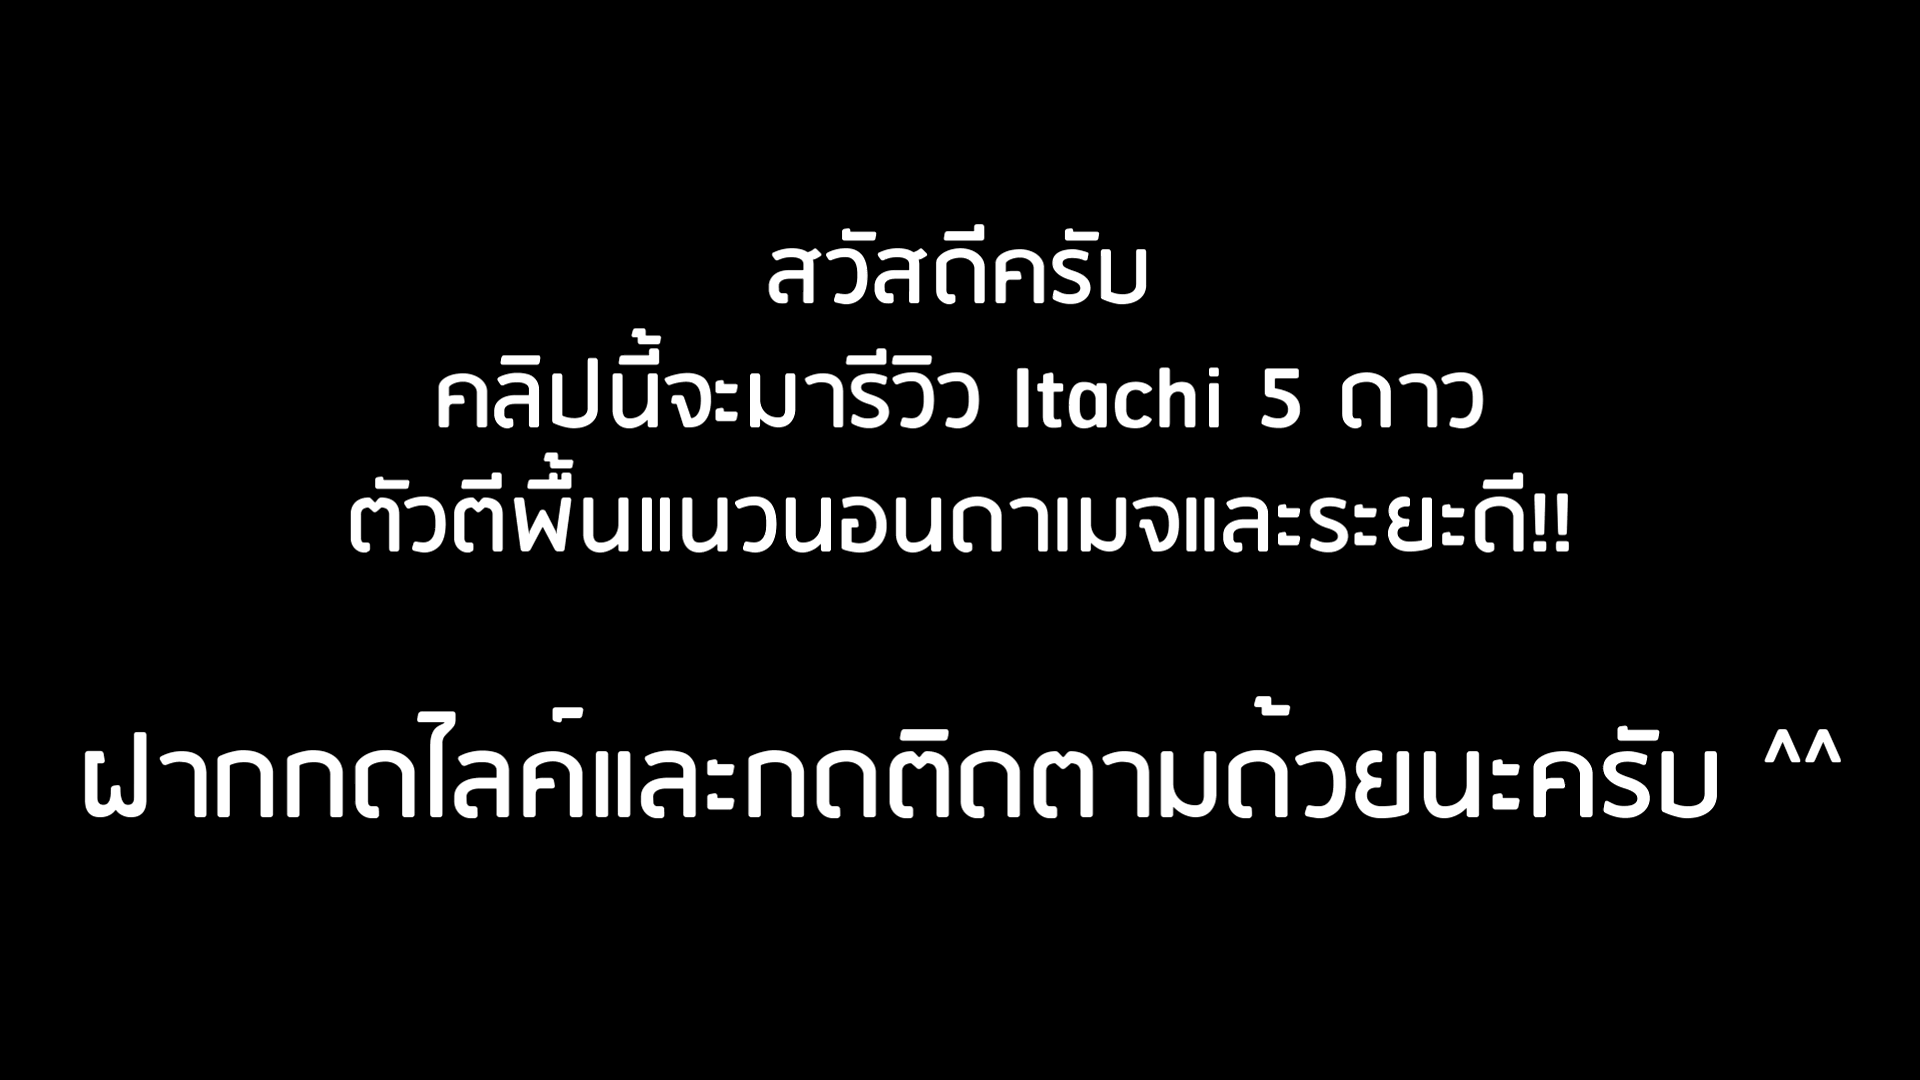 สวัสดีครับ
คลิปนี้จะมารีวิว Itachi 5 ดาว
ตัวตีพื้นแนวนอนดาเมจและระยะดี!!
ฝากกดไลค์และกดติดตามด้วยนะครับ ^^